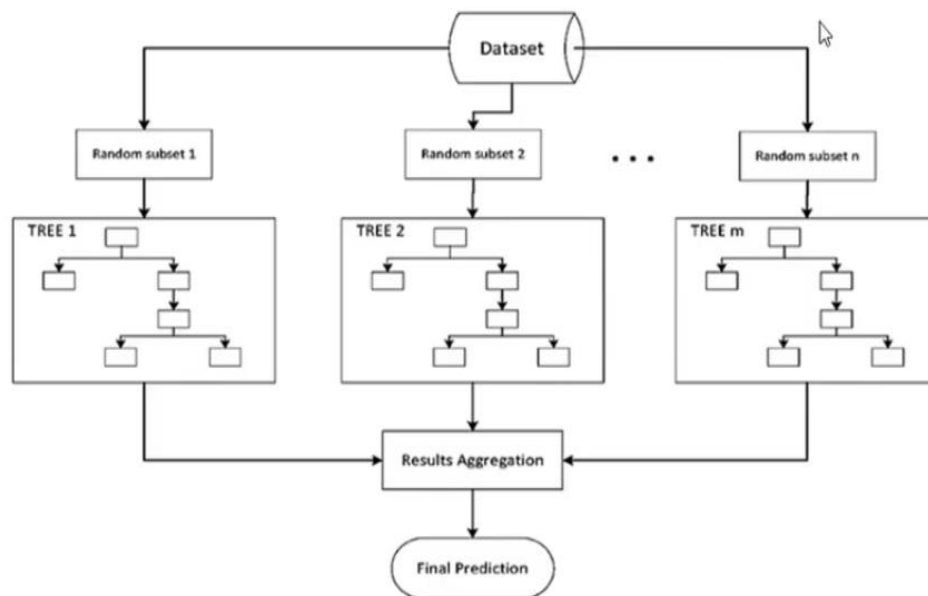 Dataset
Random subset 1
Random subset 2
• • •
Random subset n
TREE 1
TREE 2
TREE m
Results Aggregation
Final Prediction